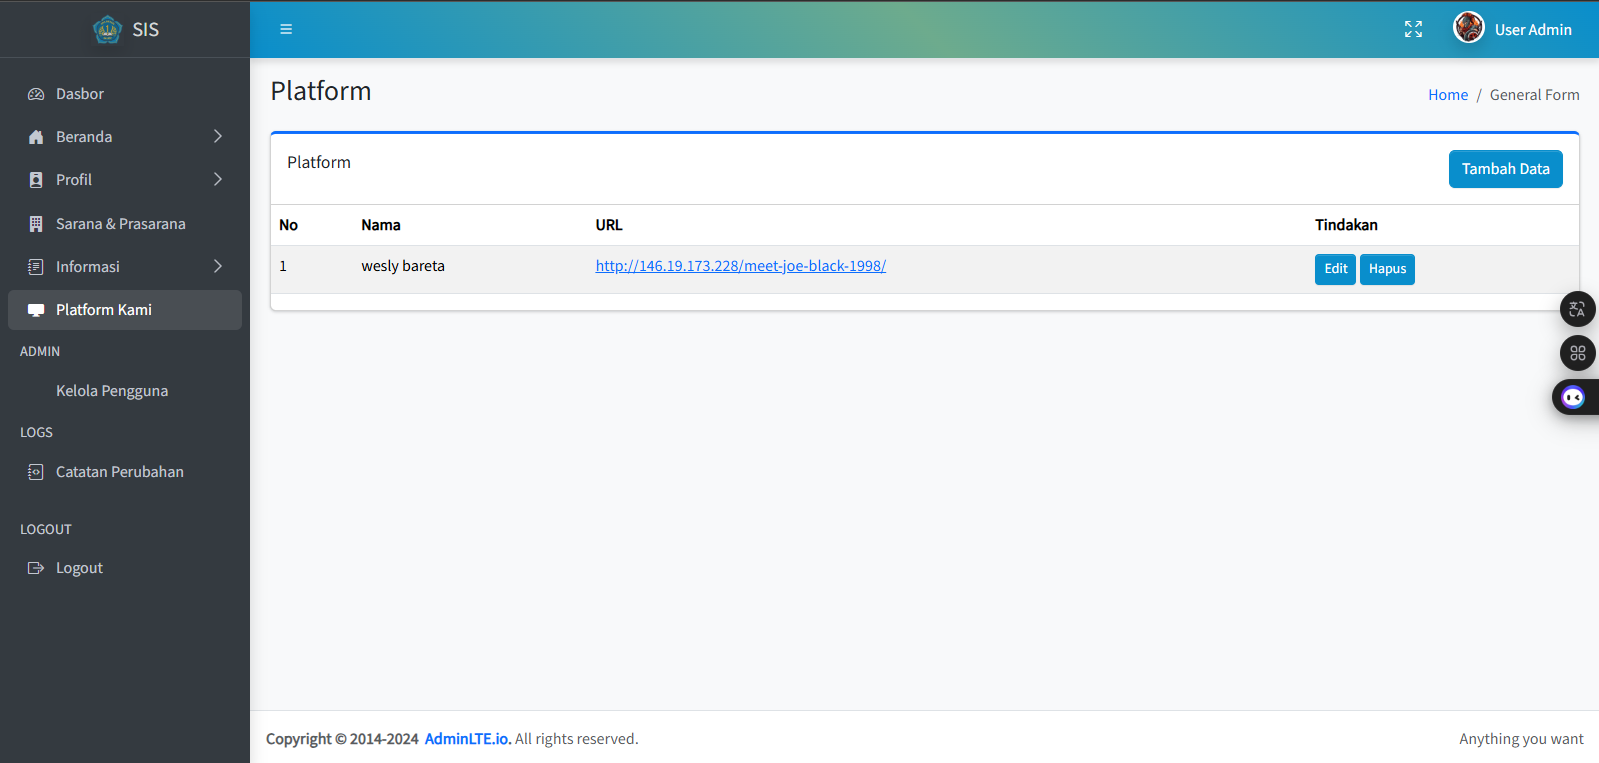 SIS
User Admin
Dasbor
Beranda
Profil
Sarana & Prasarana
Informasi
Platform Kami
ADMIN
Kelola Pengguna
LOGS
Catatan Perubahan
LOGOUT
Logout
Platform
Home / General Form
Platform
Tambah Data
No Nama URL Tindakan
1 wesly bareta http://146.19.173.228/meet-joe-black-1998/ Edit Hapus
Copyright © 2014-2024 AdminLTE.io. All rights reserved.
Anything you want